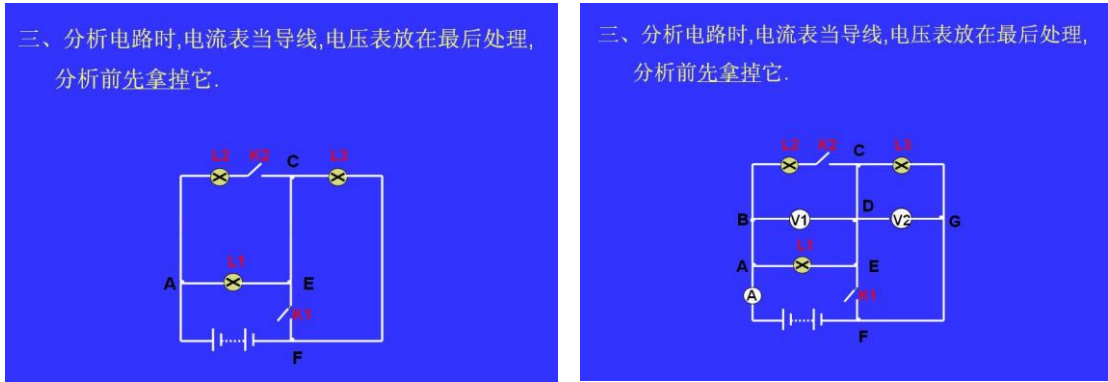 三、分析电路时,电流表当导线,电压表放在最后处理,
分析前先拿掉它.
L2 K2 C L3
A L1 E
K1
F
三、分析电路时,电流表当导线,电压表放在最后处理,
分析前先拿掉它.
L2 K2 C L3
B V1 D V2 G
L1
A E
A K1
F